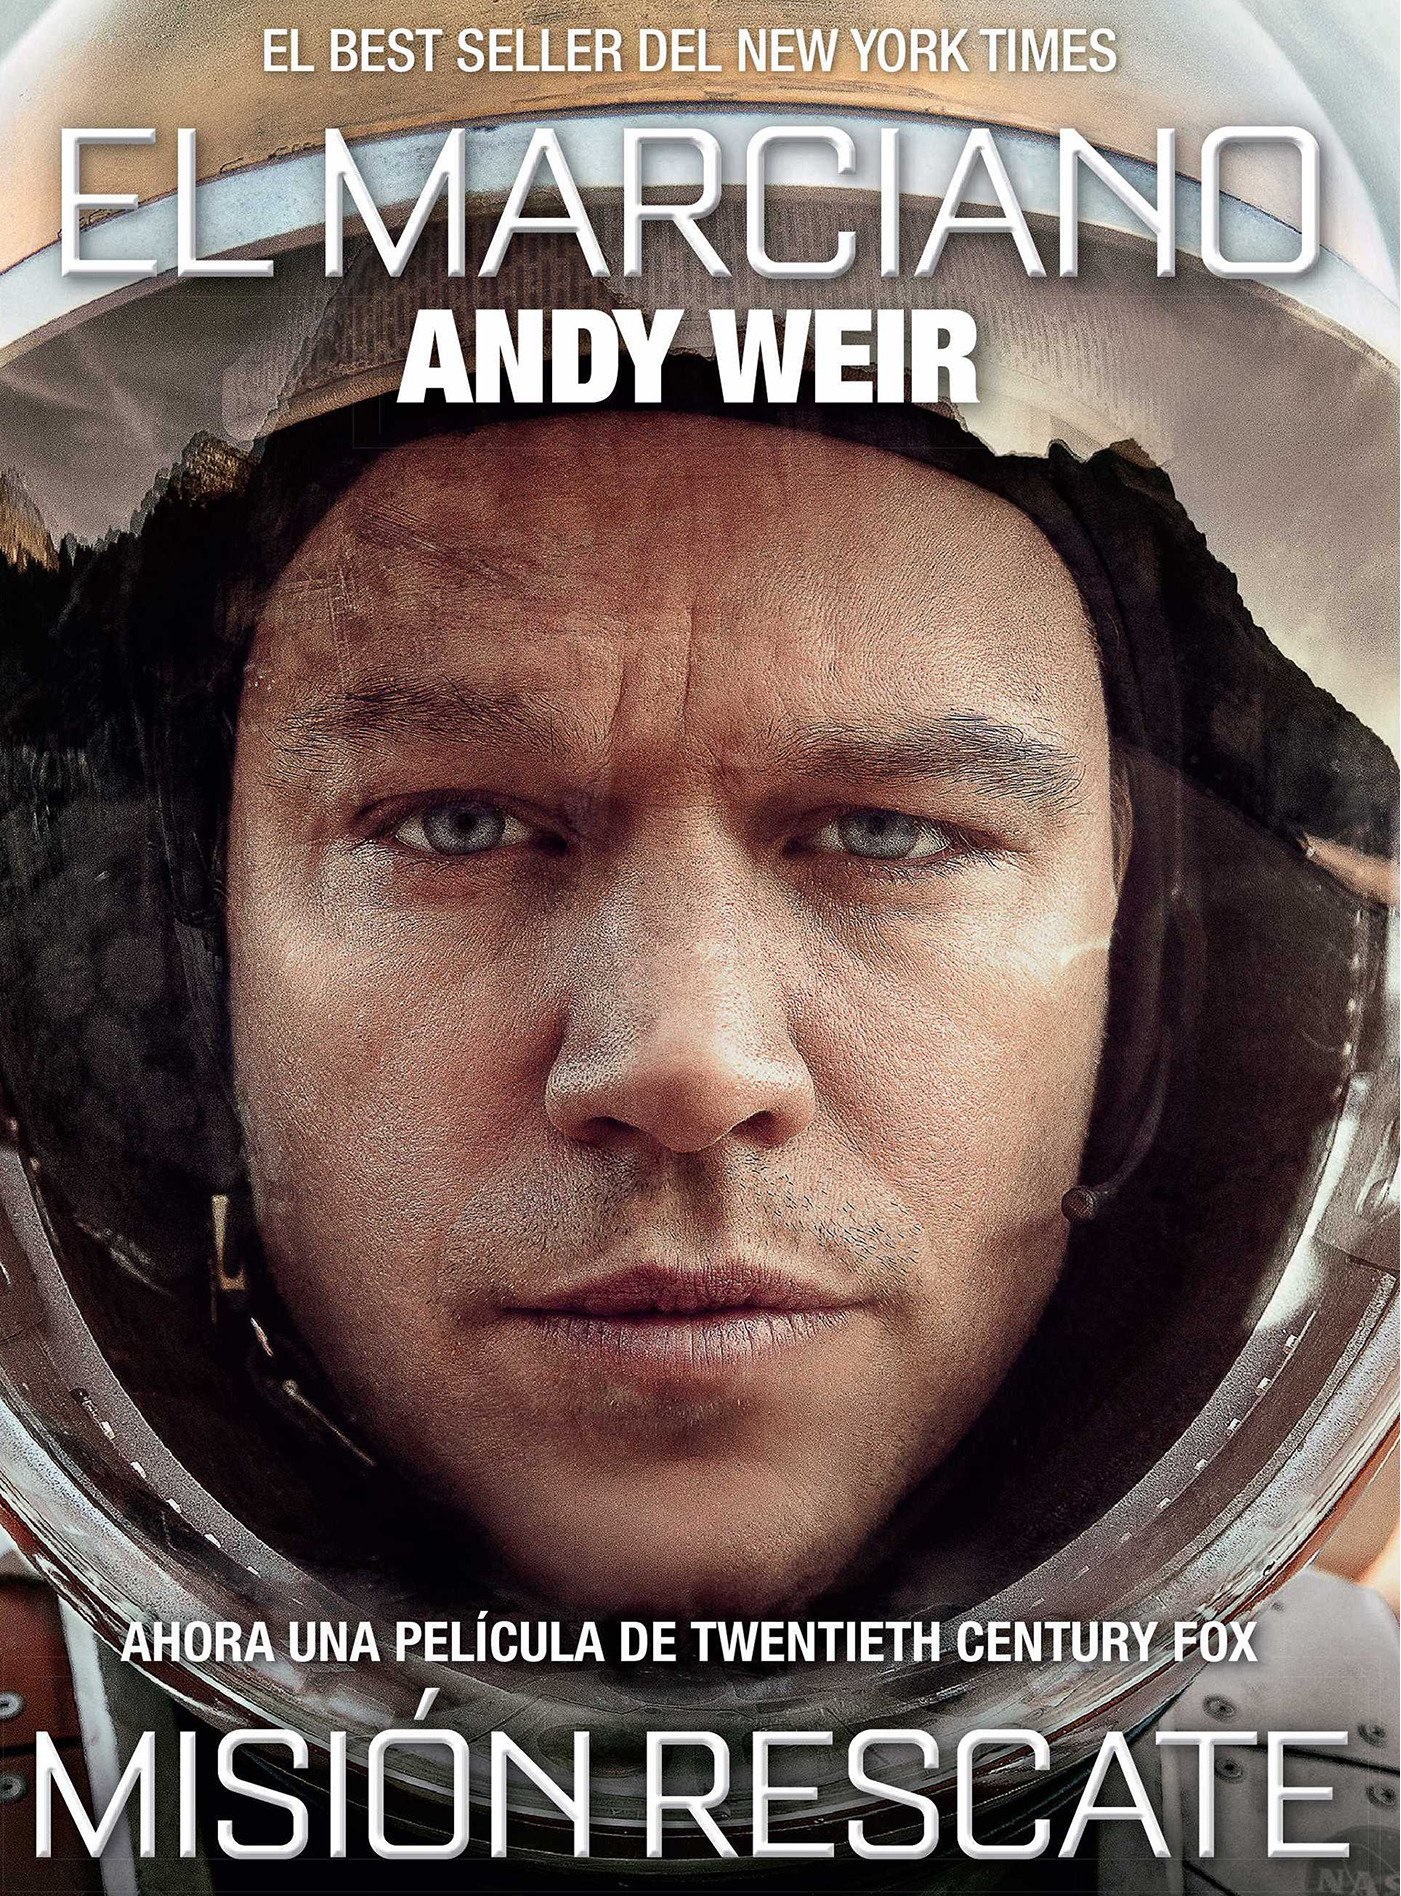 EL BEST SELLER DEL NEW YORK TIMES
EL MARCIANO
ANDY WEIR
AHORA UNA PELÍCULA DE TWENTIETH CENTURY FOX
MISIÓN RESCATE